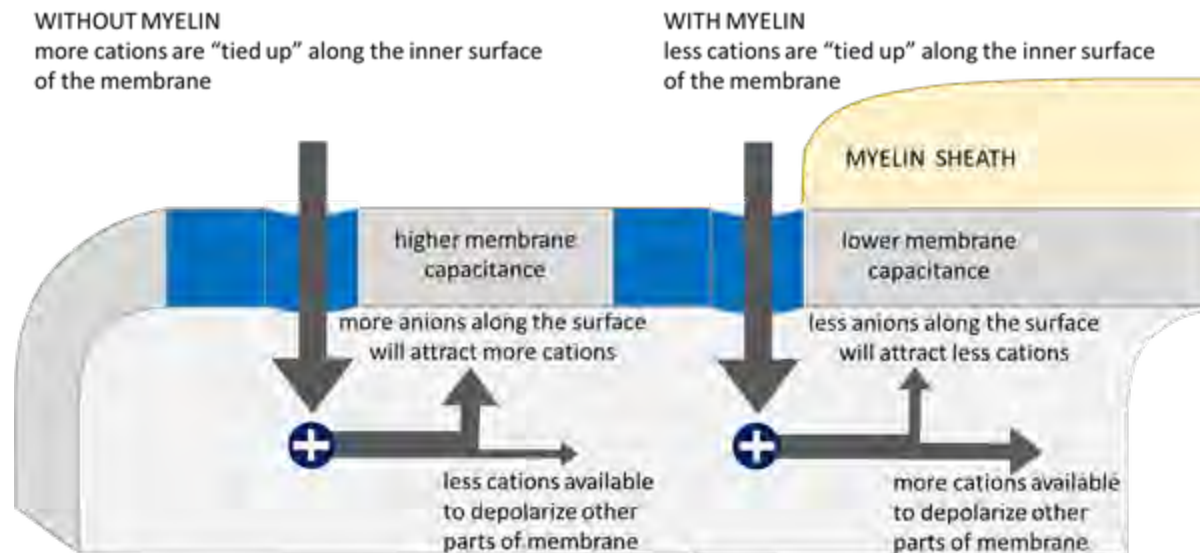 WITHOUT MYELIN
more cations are “tied up” along the inner surface
of the membrane
WITH MYELIN
less cations are “tied up” along the inner surface
of the membrane
MYELIN SHEATH
higher membrane
capacitance
lower membrane
capacitance
more anions along the surface
will attract more cations
less anions along the surface
will attract less cations
less cations available
to depolarize other
parts of membrane
more cations available
to depolarize other
parts of membrane